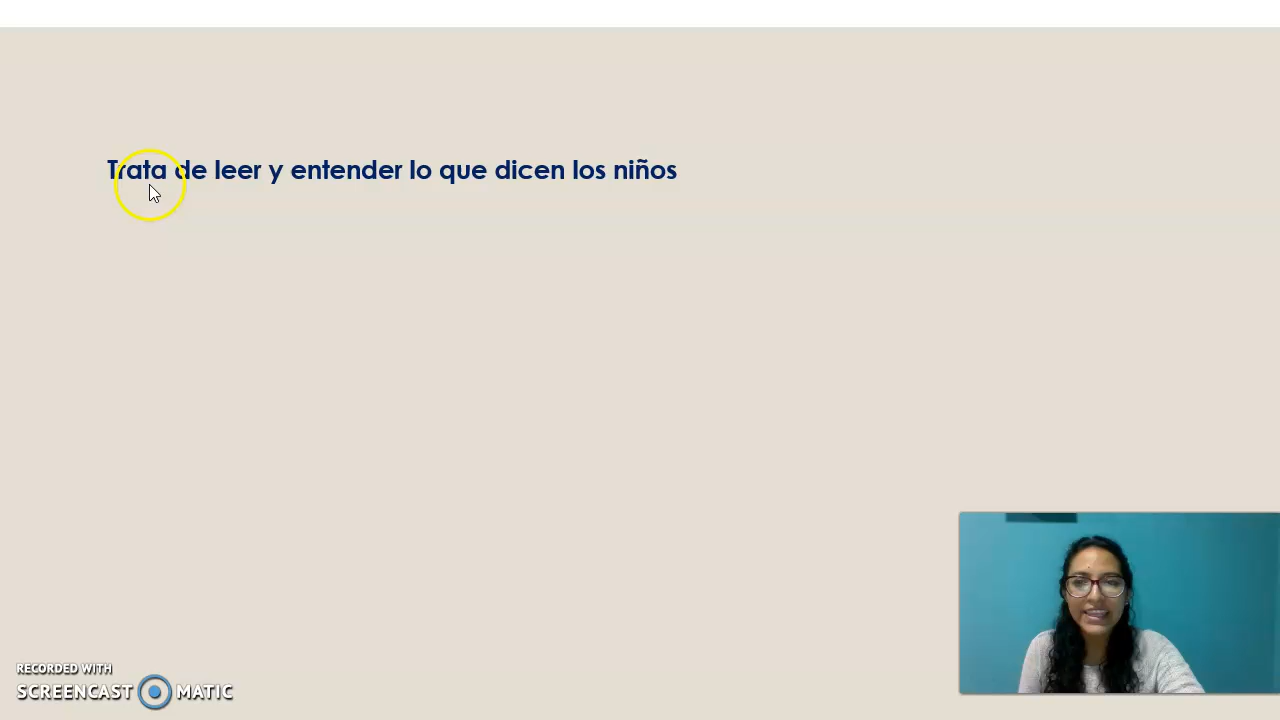 Trata de leer y entender lo que dicen los niños
RECORDED WITH
SCREENCAST MATIC